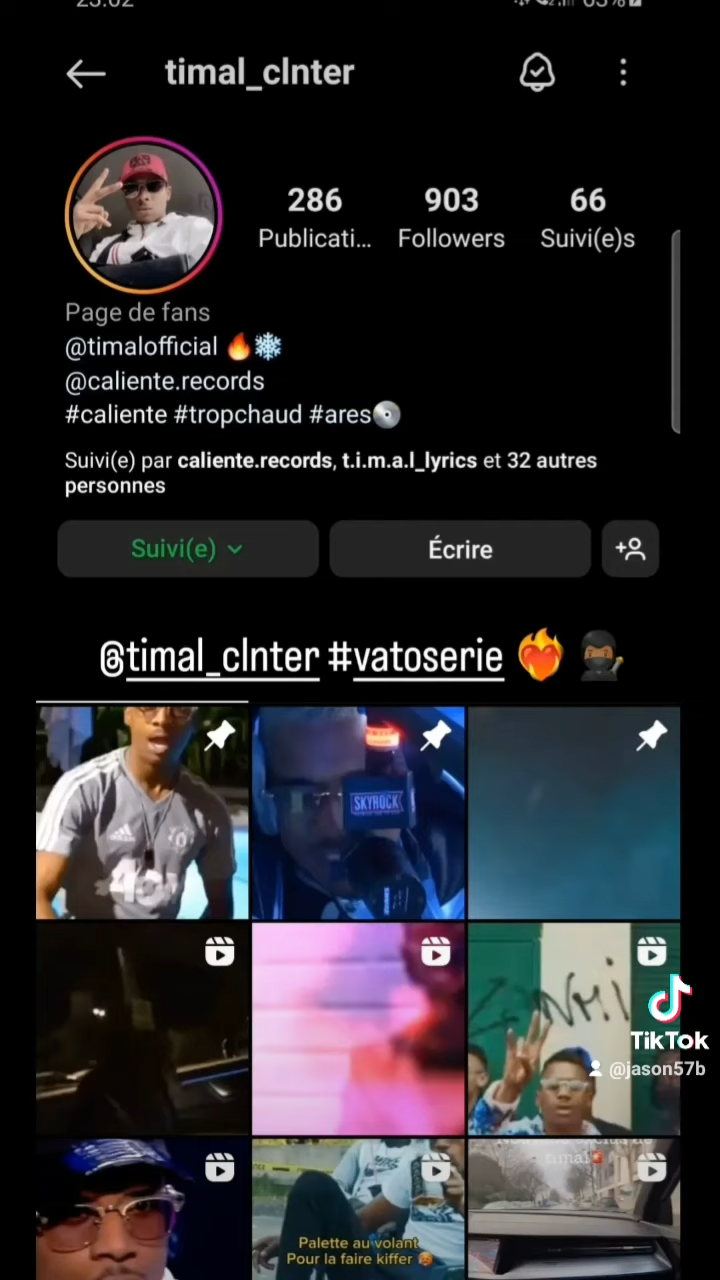 timal_clnter
286
903
66
Publicati...
Followers
Suivi(e)s
Page de fans
@timalofficial 🔥❄️
@caliente.records
#caliente #tropchaud #ares💿
Suivi(e) par caliente.records, t.i.m.a.l_lyrics et 32 autres
personnes
Suivi(e)
Écrire
@timal_clnter #vatoserie ❤️‍🔥 🥷🏾
SKYROCK
TikTok
@jason57b
Palette au volant
Pour la faire kiffer 🥵